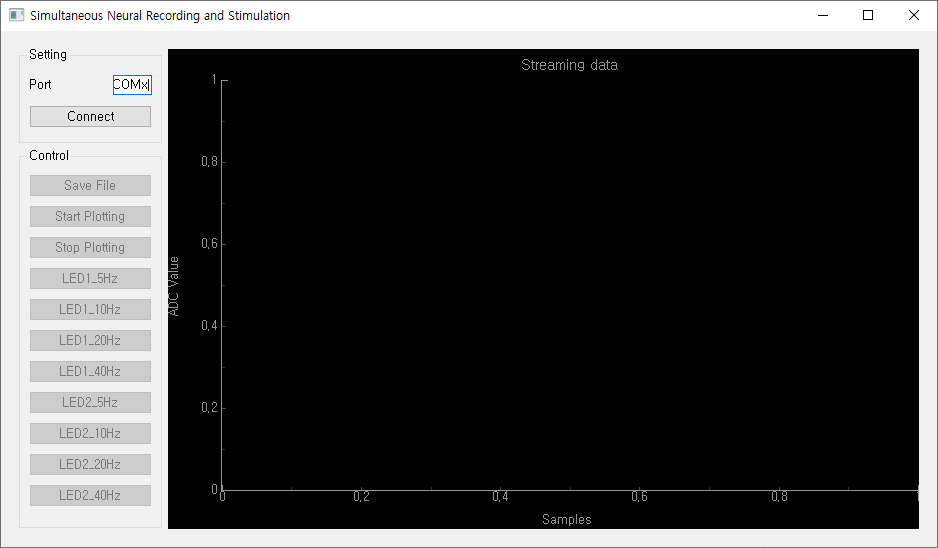 Simultaneous Neural Recording and Stimulation
Setting
Port COMx
Connect
Control
Save File
Start Plotting
Stop Plotting
LED1_5Hz
LED1_10Hz
LED1_20Hz
LED1_40Hz
LED2_5Hz
LED2_10Hz
LED2_20Hz
LED2_40Hz
Streaming data
ADC Value
1
0,8
0,6
0,4
0,2
0
0 0,2 0,4 0,6 0,8 1
Samples